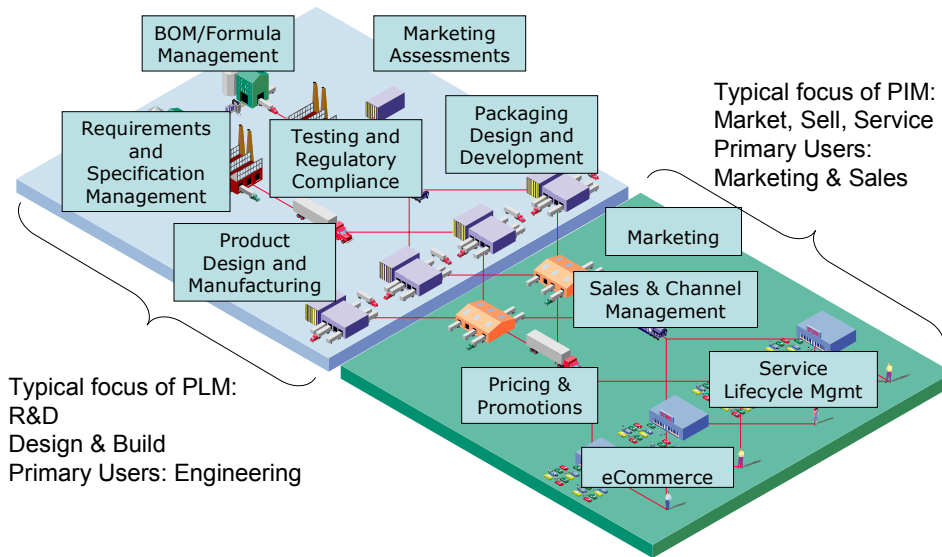 BOM/Formula
Management
Marketing
Assessments
Requirements
and
Specification
Management
Testing and
Regulatory
Compliance
Packaging
Design and
Development
Product
Design and
Manufacturing
Typical focus of PIM:
Market, Sell, Service
Primary Users:
Marketing & Sales
Marketing
Sales & Channel
Management
Pricing &
Promotions
Service
Lifecycle Mgmt
eCommerce
Typical focus of PLM:
R&D
Design & Build
Primary Users: Engineering